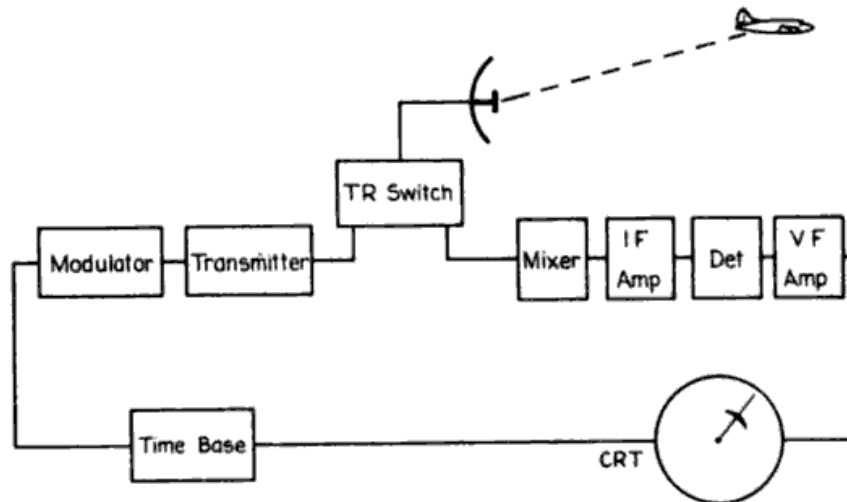 TR Switch
Modulator
Transmitter
Mixer
IF
Amp
Det
VF
Amp
Time Base
CRT